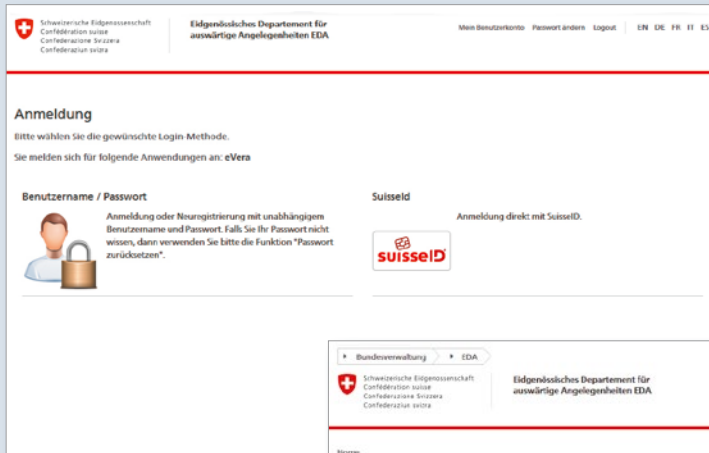 Schweizerische Eidgenossenschaft
Confédération suisse
Confederazione Svizzera
Confederaziun svizra
Eidgenössisches Departement für
auswärtige Angelegenheiten EDA
Mein Benutzerkonto Passwort ändern Logout EN DE FR IT ES
Anmeldung
Bitte wählen Sie die gewünschte Login-Methode.
Sie melden sich für folgende Anwendungen an: eVera
Benutzername / Passwort
Anmeldung oder Neuregistrierung mit unabhängigem
Benutzername und Passwort. Falls Sie Ihr Passwort nicht
wissen, dann verwenden Sie bitte die Funktion "Passwort
zurücksetzen".
SuisseId
Anmeldung direkt mit SuisseID.
suisseID
Bundesverwaltung EDA
Schweizerische Eidgenossenschaft
Confédération suisse
Confederazione Svizzera
Confederaziun svizra
Eidgenössisches Departement für
auswärtige Angelegenheiten EDA